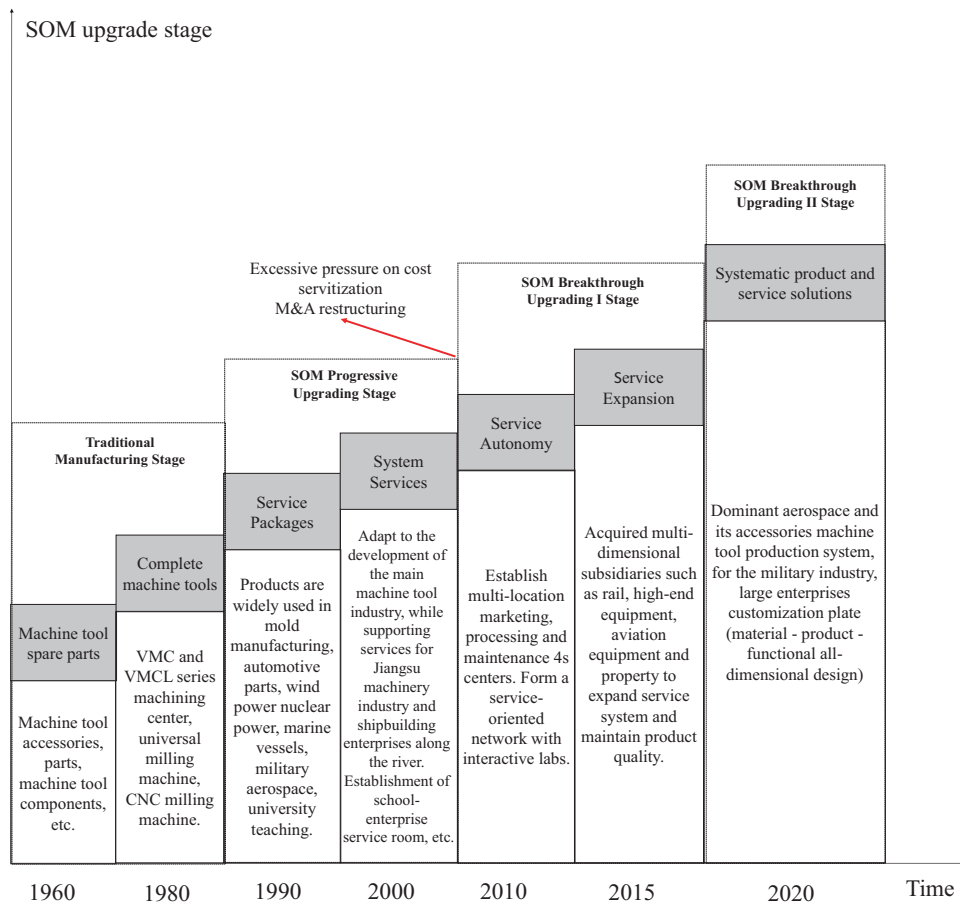 SOM upgrade stage
SOM Breakthrough
Upgrading II Stage
Systematic product and
service solutions
Dominant aerospace and
its accessories machine
tool production system,
for the military industry,
large enterprises
customization plate
(material - product -
functional all-
dimensional design)
Excessive pressure on cost
servitization
M&A restructuring
SOM Breakthrough
Upgrading I Stage
Service
Autonomy
Establish
multi-location
marketing,
processing and
maintenance 4s
centers. Form a
service-
oriented
network with
interactive labs.
Service
Expansion
Acquired multi-
dimensional
subsidiaries such
as rail, high-end
equipment,
aviation
equipment and
property to
expand service
system and
maintain product
quality.
SOM Progressive
Upgrading Stage
Service
Packages
Products are
widely used in
mold
manufacturing,
automotive
parts, wind
power nuclear
power, marine
vessels,
military
aerospace,
university
teaching.
System
Services
Adapt to the
development of
the main
machine tool
industry, while
supporting
services for
Jiangsu
machinery
industry and
shipbuilding
enterprises along
the river.
Establishment of
school-
enterprise
service room, etc.
Traditional
Manufacturing Stage
Machine tool
spare parts
Machine tool
accessories,
parts,
machine tool
components,
etc.
Complete
machine tools
VMC and
VMCL series
machining
center,
universal
milling
machine,
CNC milling
machine.
1960
1980
1990
2000
2010
2015
2020
Time